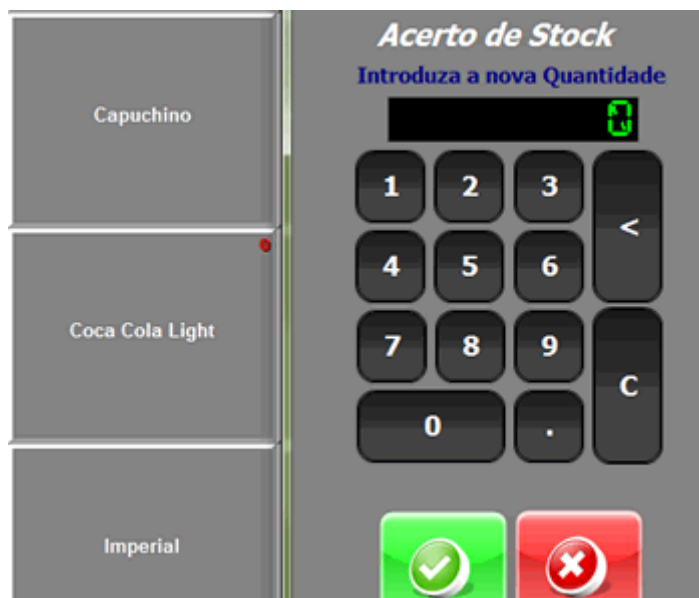 Capuchino
Coca Cola Light
Imperial
Acerto de Stock
Introduza a nova Quantidade
0
1 2 3 <
4 5 6
7 8 9 C
0 .